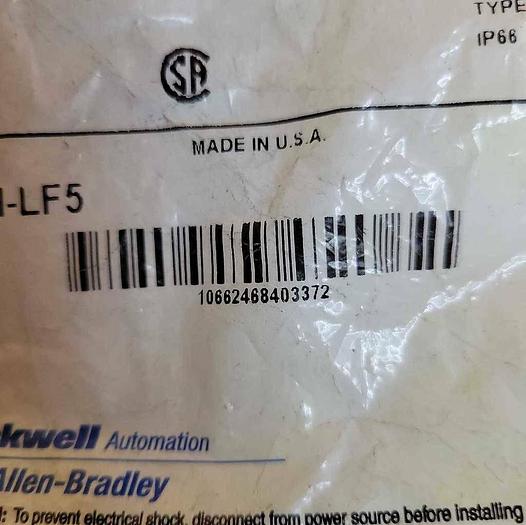 TYPE
IP66
CSA
MADE IN U.S.A.
-LF5
10662468403372
kwell Automation
Allen-Bradley
: To prevent electrical shock, disconnect from power source before installing